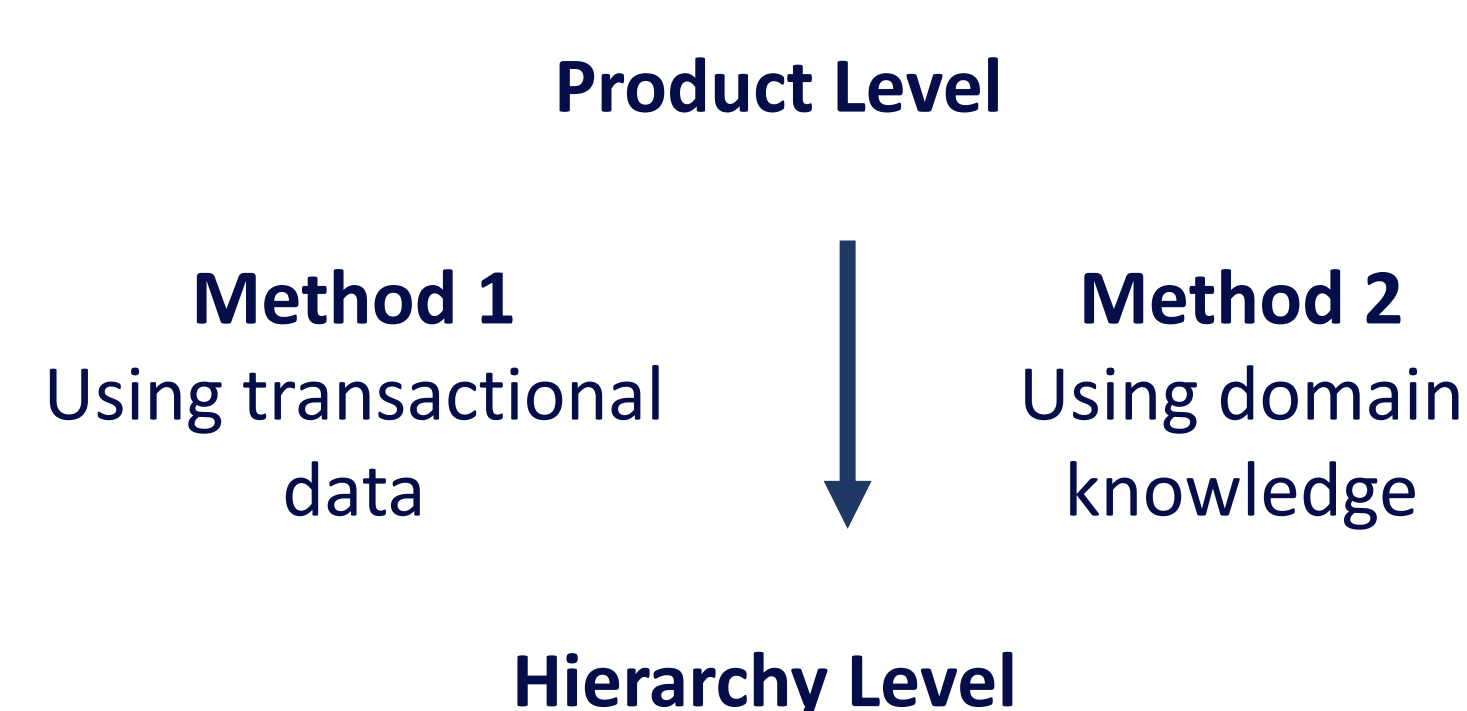 Product Level
Method 1
Using transactional
data
Method 2
Using domain
knowledge
Hierarchy Level